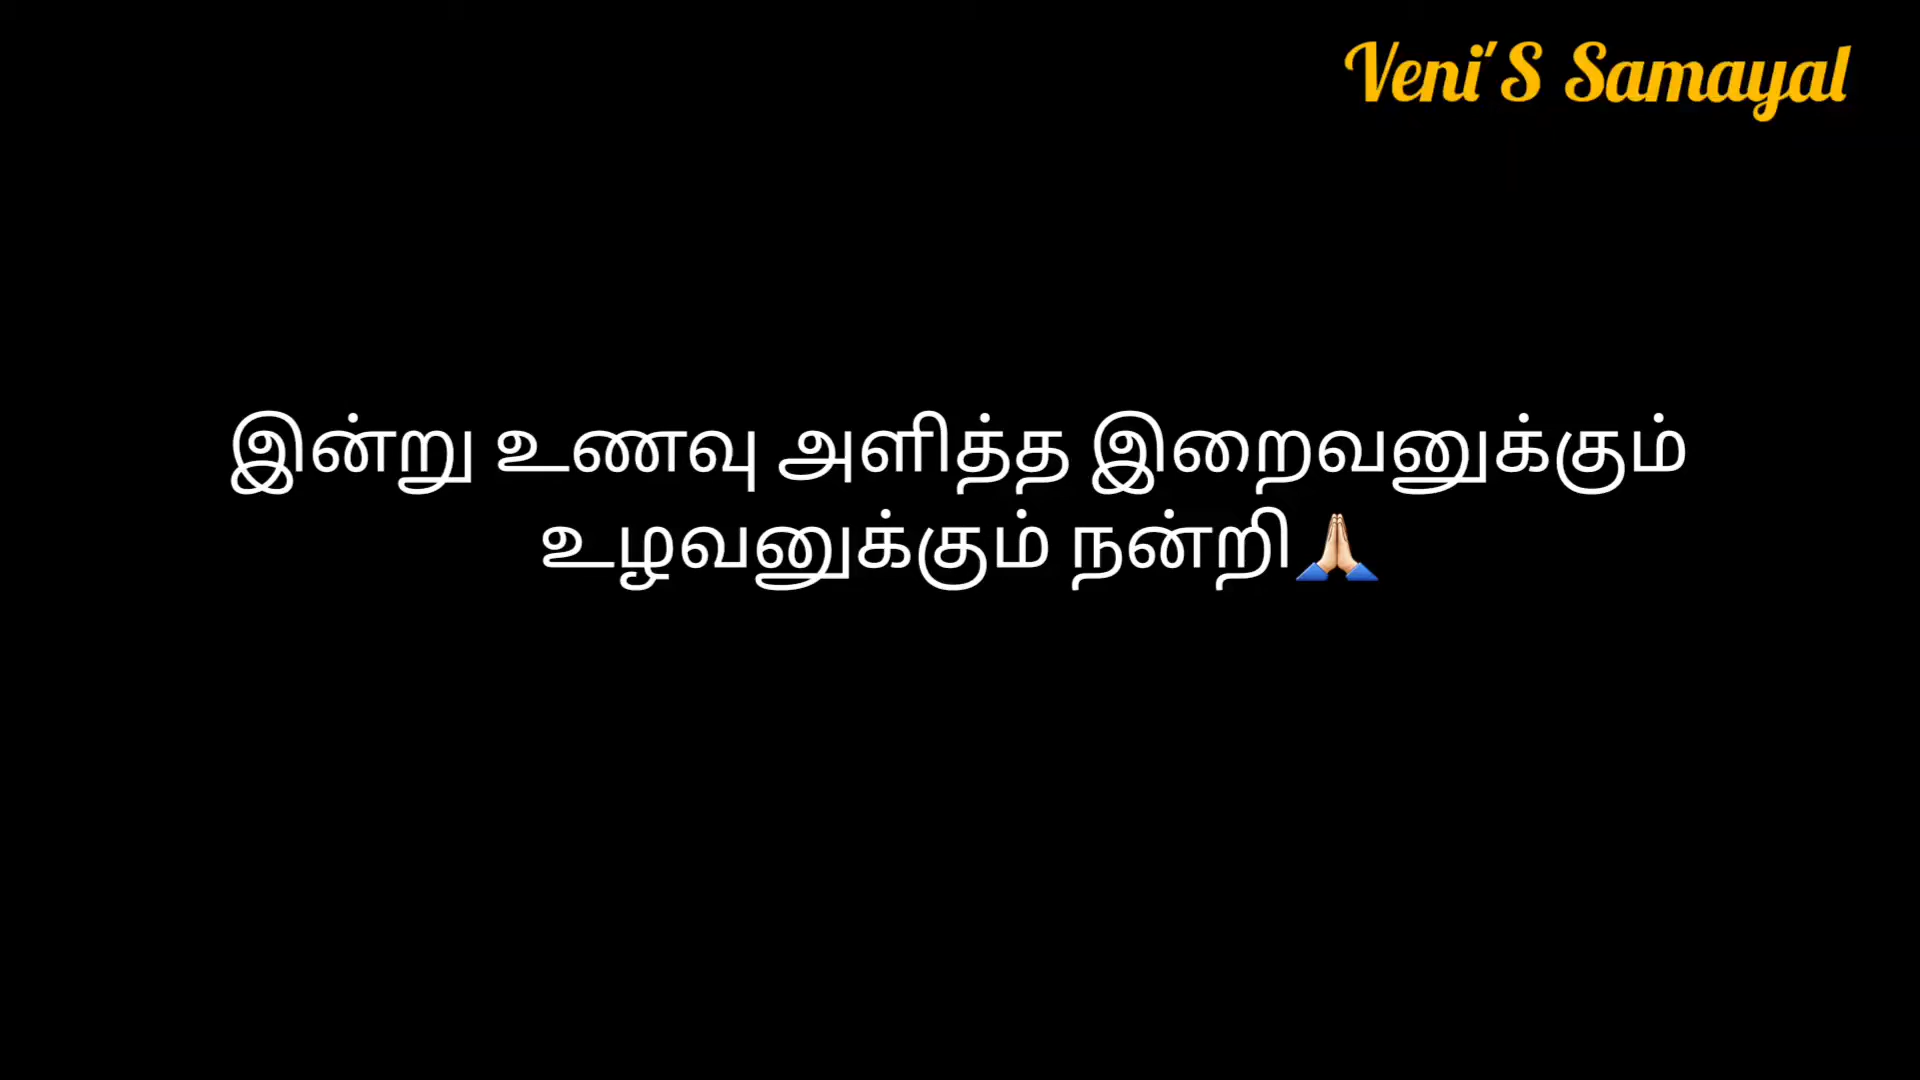 Veni'S Samayal
இன்று உணவு அளித்த இறைவனுக்கும்
உழவனுக்கும் நன்றி🙏🏻